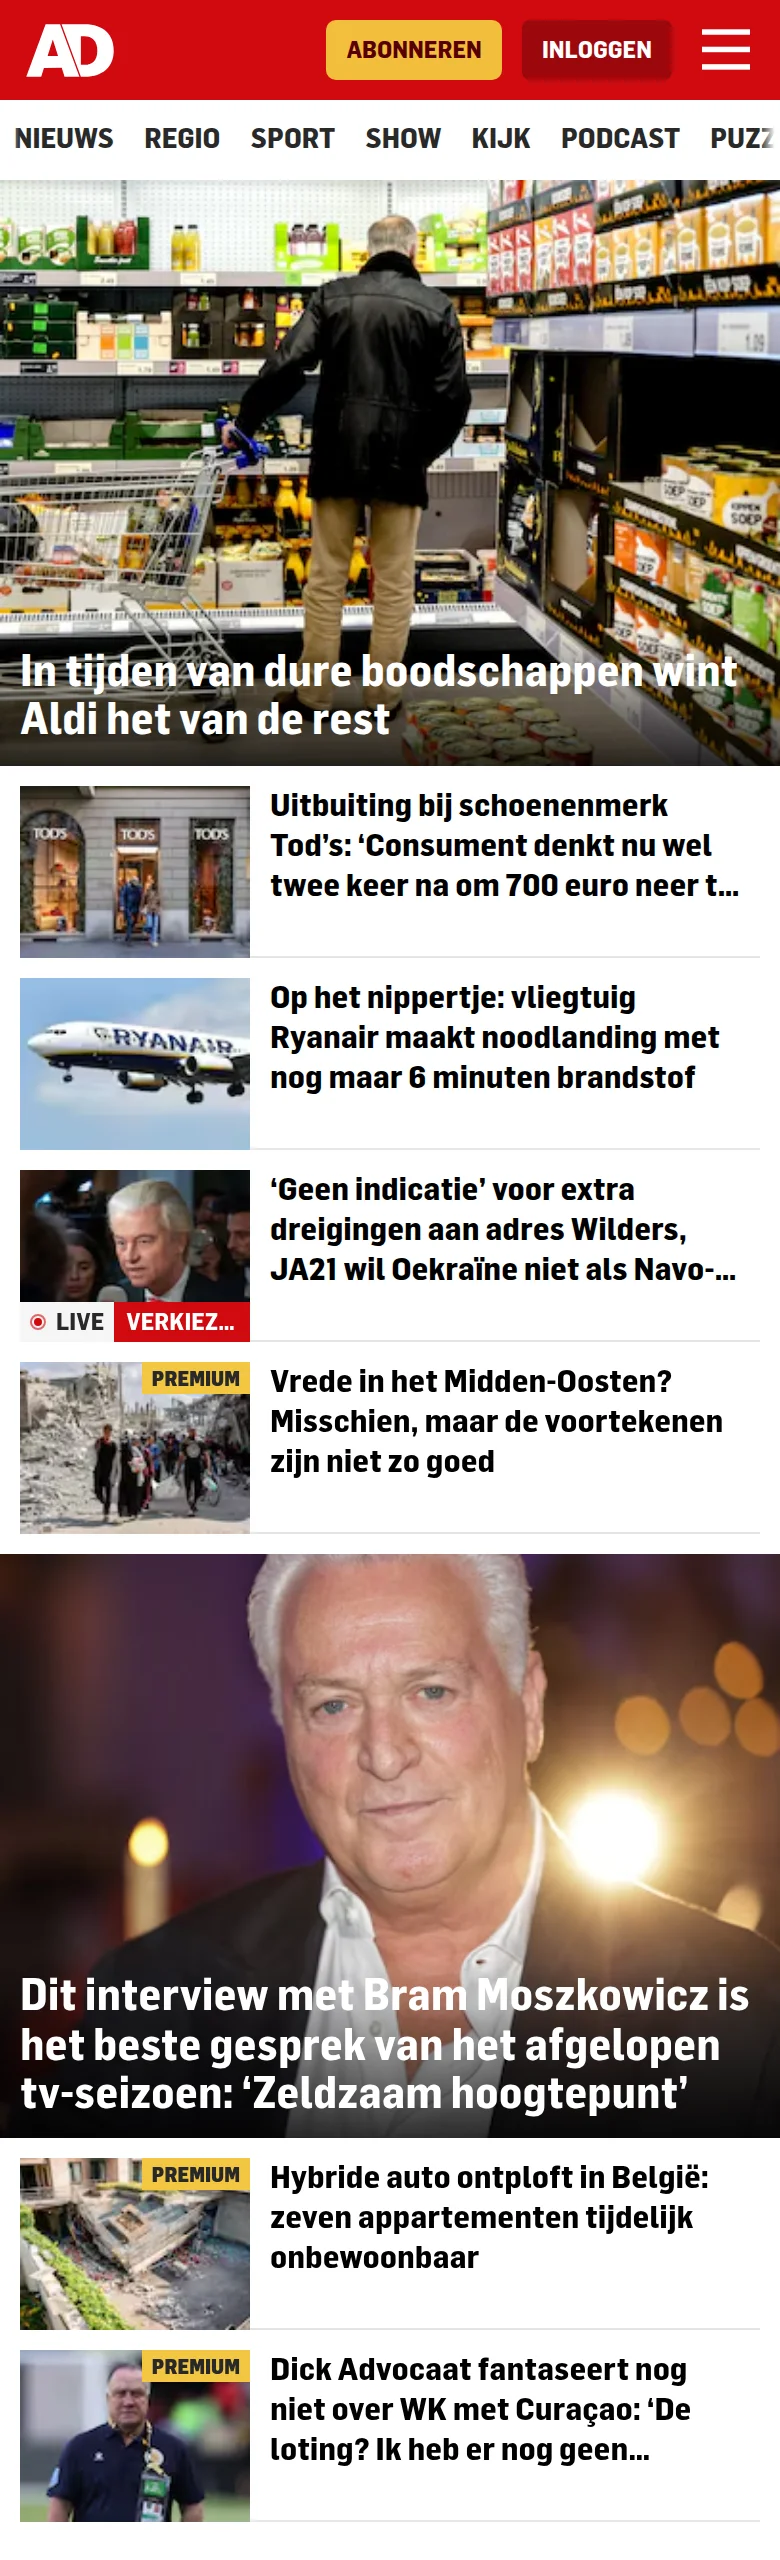 AD
ABONNEREN
INLOGGEN
NIEUWS REGIO SPORT SHOW KIJK PODCAST PUZZ
In tijden van dure boodschappen wint
Aldi het van de rest
TOD'S TOD'S TOD'S
Uitbuiting bij schoenenmerk
Tod’s: ‘Consument denkt nu wel
twee keer na om 700 euro neer t...
RYANAIR
Op het nippertje: vliegtuig
Ryanair maakt noodlanding met
nog maar 6 minuten brandstof
LIVE VERKIEZ...
‘Geen indicatie’ voor extra
dreigingen aan adres Wilders,
JA21 wil Oekraïne niet als Navo-...
PREMIUM
Vrede in het Midden-Oosten?
Misschien, maar de voortekenen
zijn niet zo goed
Dit interview met Bram Moszkowicz is
het beste gesprek van het afgelopen
tv-seizoen: ‘Zeldzaam hoogtepunt’
PREMIUM
Hybride auto ontploft in België:
zeven appartementen tijdelijk
onbewoonbaar
PREMIUM
Dick Advocaat fantaseert nog
niet over WK met Curaçao: ‘De
loting? Ik heb er nog geen...